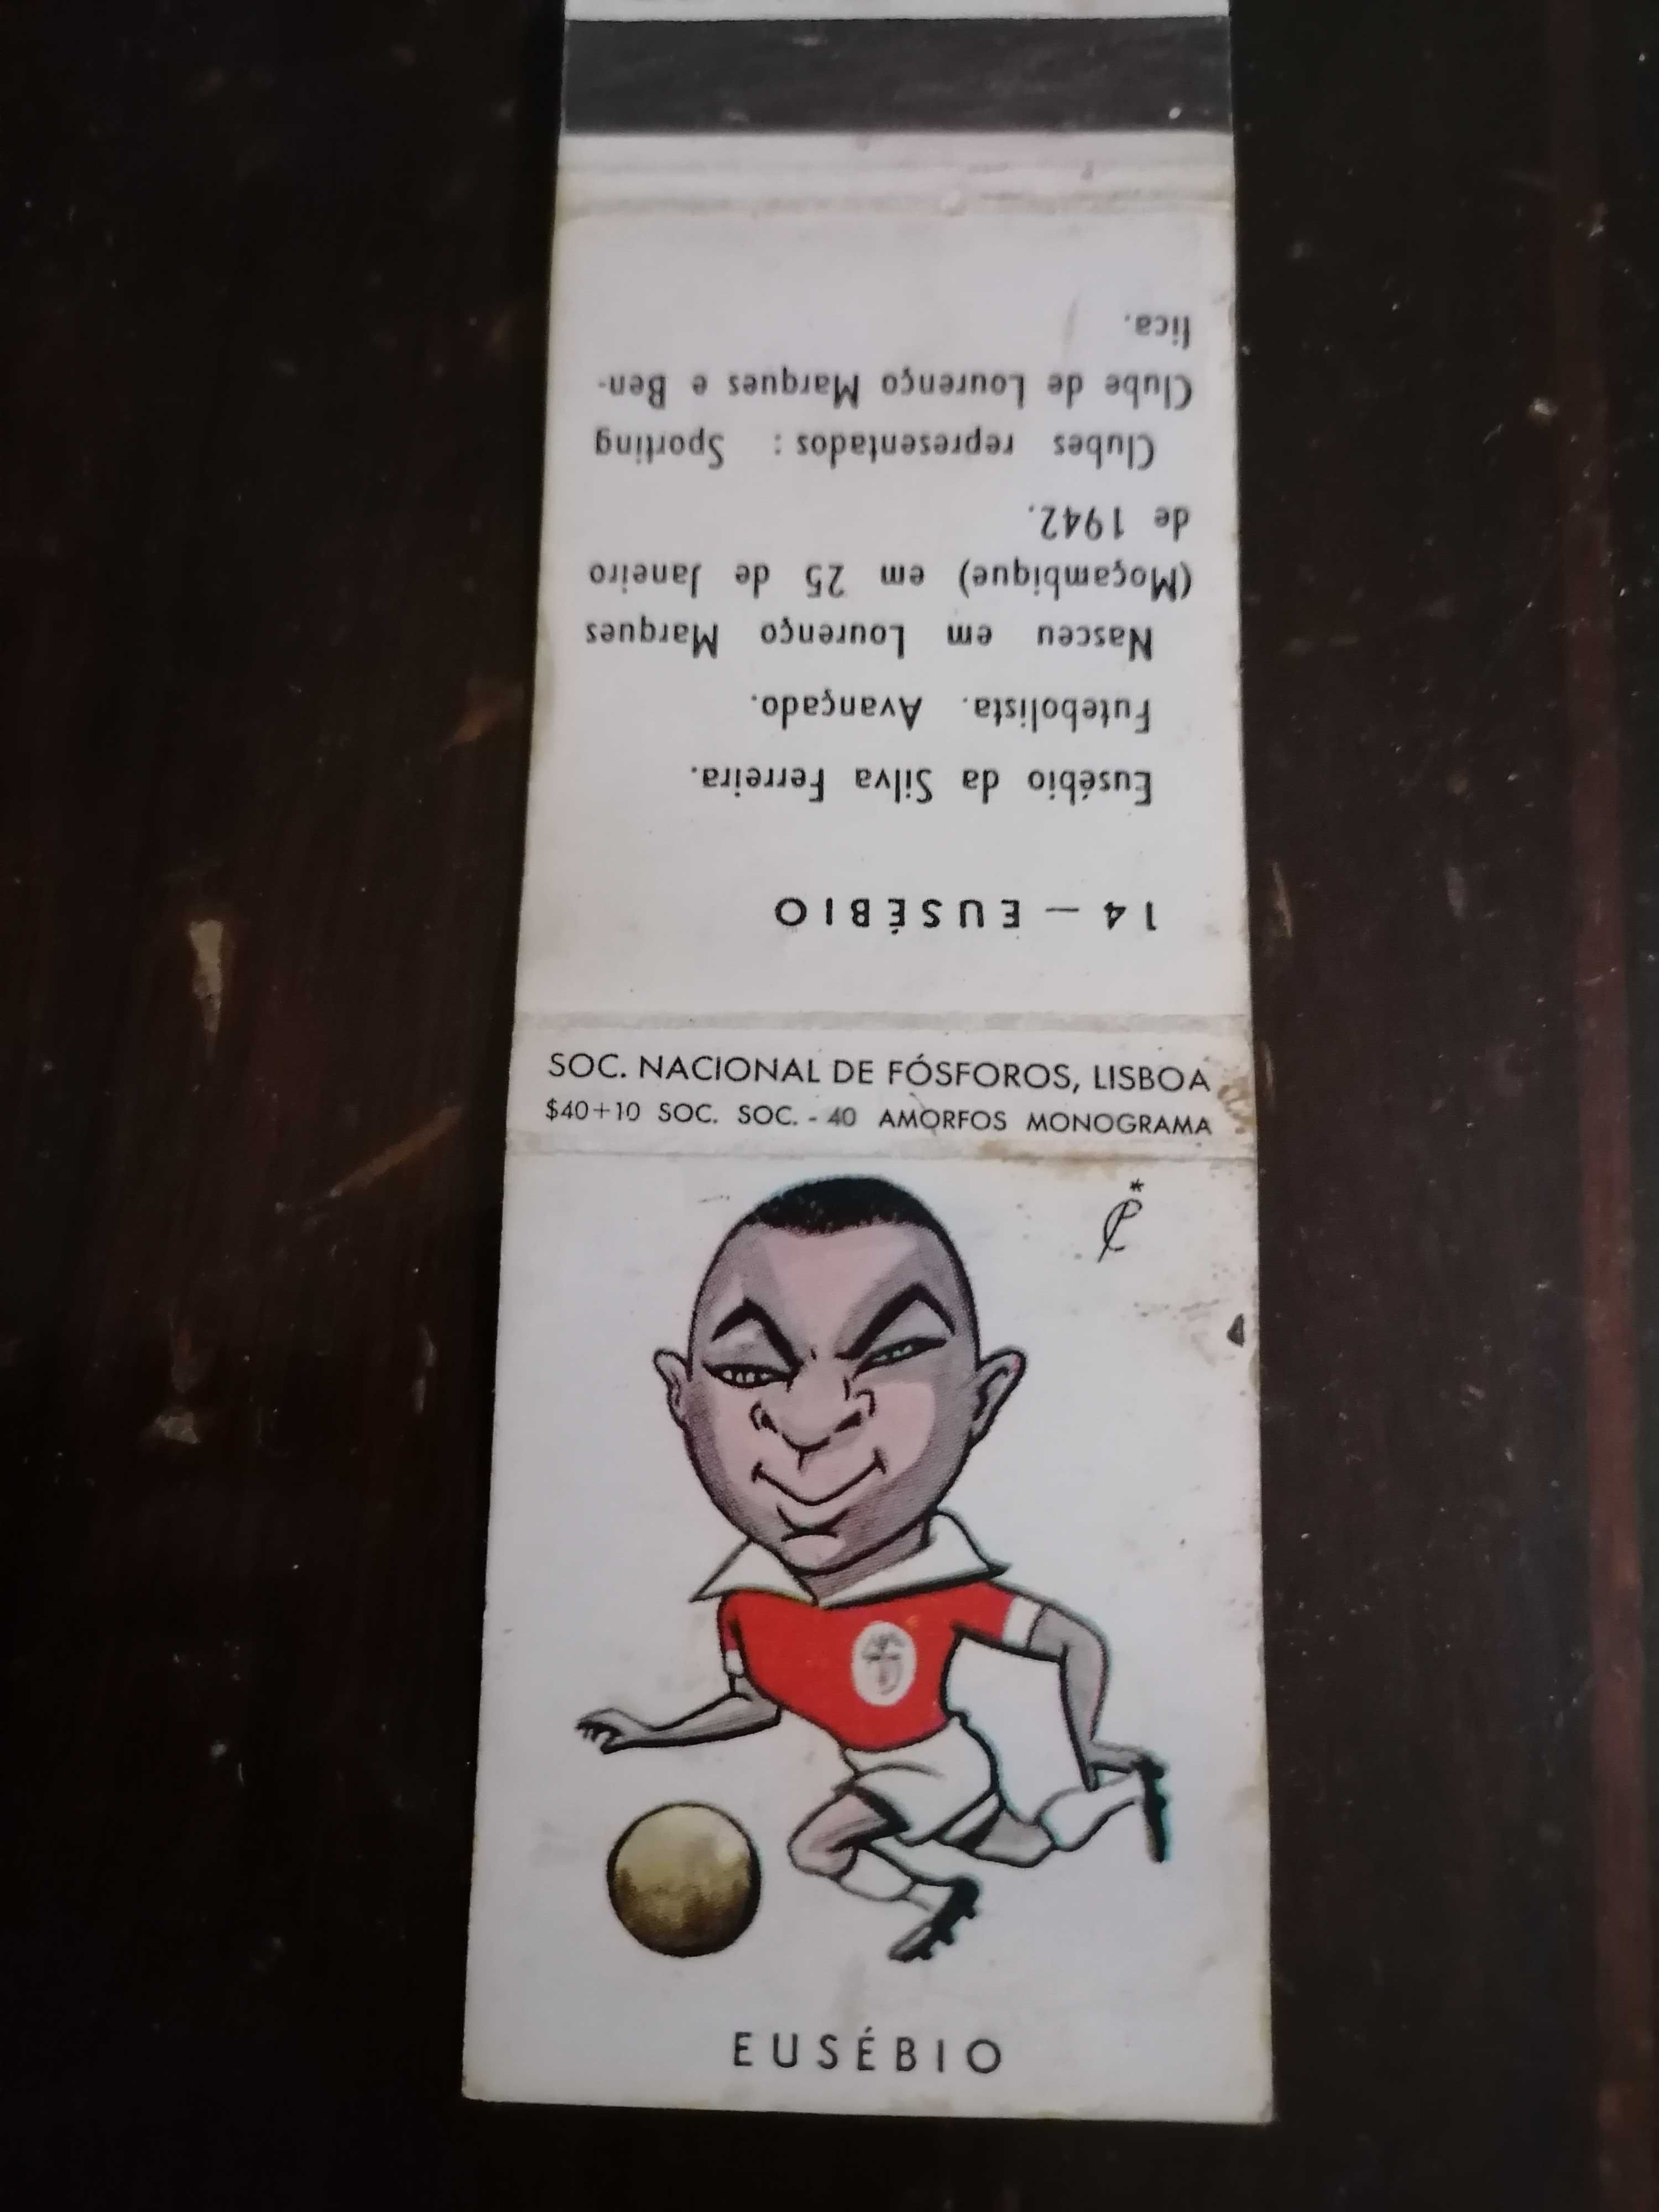 14 — EUSÉBIO
Eusébio da Silva Ferreira.
Futebolista. Avançado.
Nasceu em Lourenço Marques
(Moçambique) em 25 de Janeiro
de 1942.
Clubes representados : Sporting
Clube de Lourenço Marques e Ben-
fica.
SOC. NACIONAL DE FÓSFOROS, LISBOA
$40+10 SOC. SOC. - 40 AMORFOS MONOGRAMA
EUSÉBIO